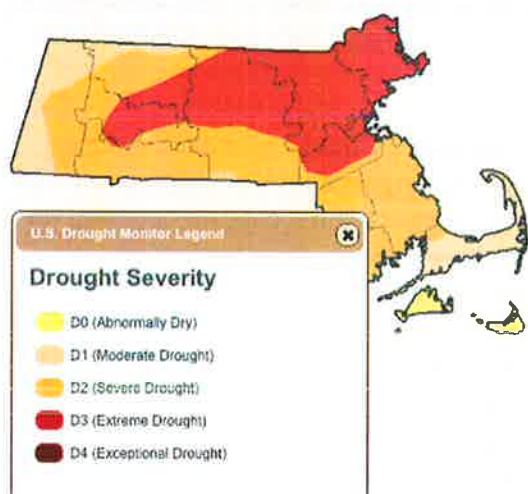 U.S. Drought Monitor Legend
Drought Severity
D0 (Abnormally Dry)
D1 (Moderate Drought)
D2 (Severe Drought)
D3 (Extreme Drought)
D4 (Exceptional Drought)